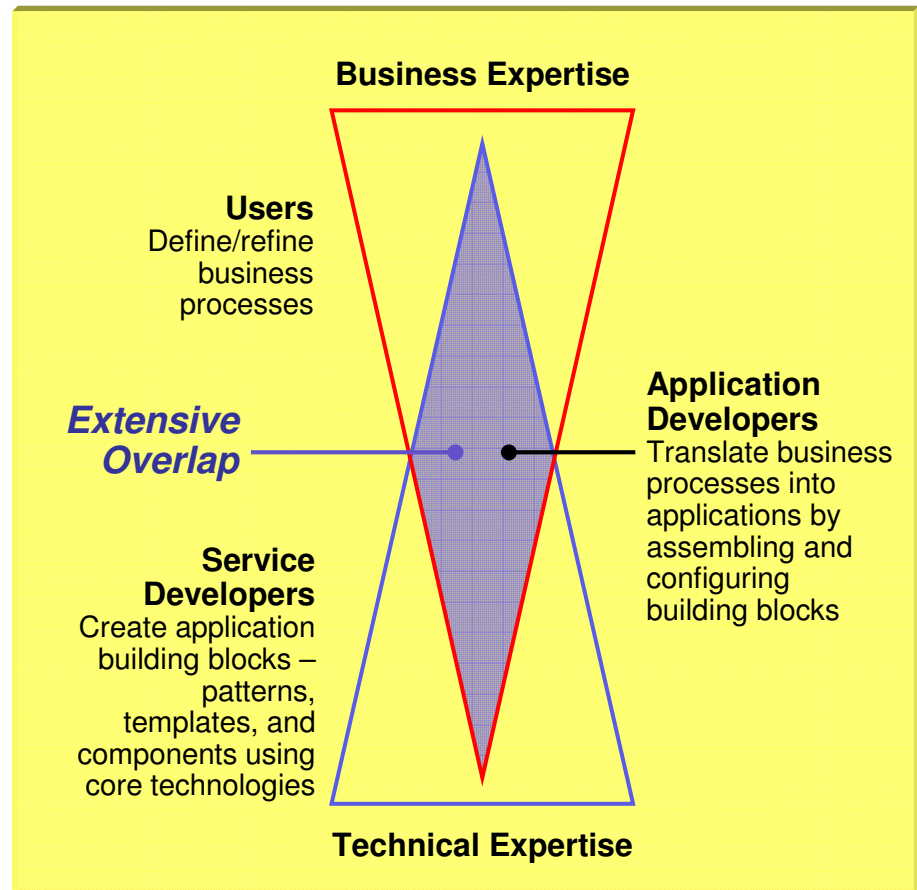 Business Expertise
Users
Define/refine
business
processes
Extensive
Overlap
Application
Developers
Translate business
processes into
applications by
assembling and
configuring
building blocks
Service
Developers
Create application
building blocks –
patterns,
templates, and
components using
core technologies
Technical Expertise